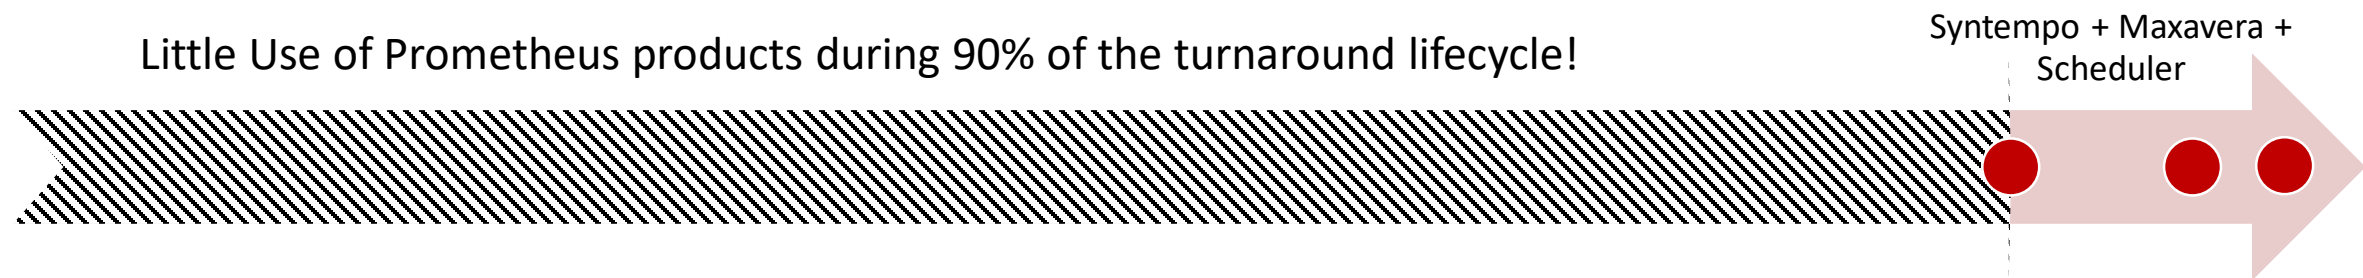 Little Use of Prometheus products during 90% of the turnaround lifecycle!
Syntempo + Maxavera +
Scheduler